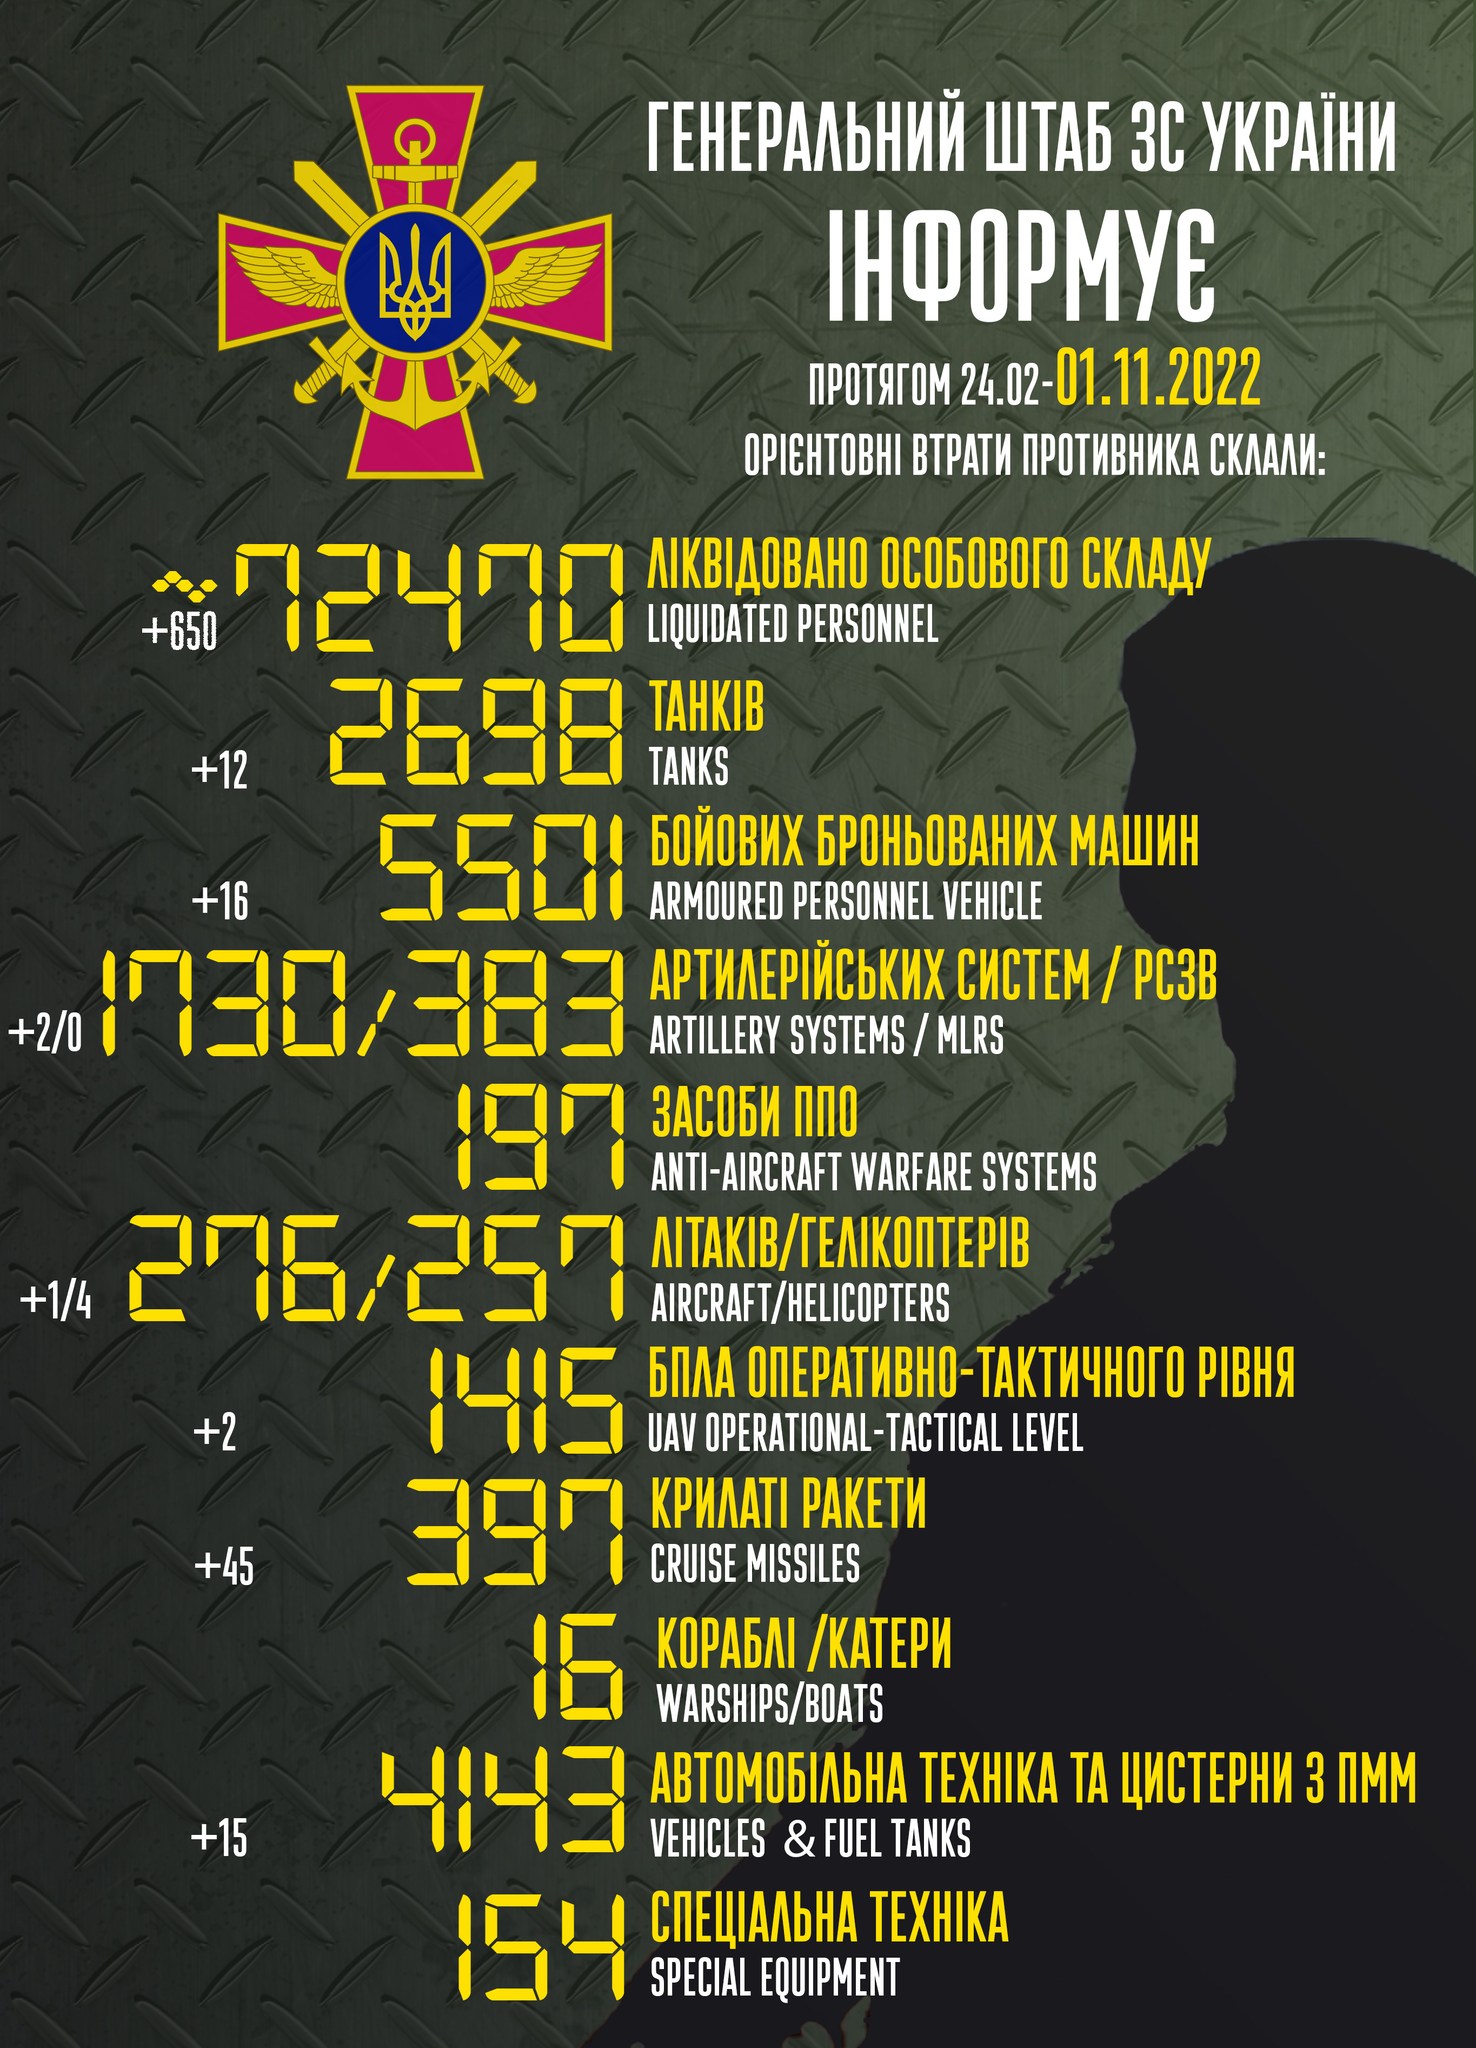 ГЕНЕРАЛЬНИЙ ШТАБ ЗС УКРАЇНИ
ІНФОРМУЄ
ПРОТЯГОМ 24.02-01.11.2022
ОРІЄНТОВНІ ВТРАТИ ПРОТИВНИКА СКЛАЛИ:
~72470 ЛІКВІДОВАНО ОСОБОВОГО СКЛАДУ
+650 LIQUIDATED PERSONNEL
2698 ТАНКІВ
+12 TANKS
5501 БОЙОВИХ БРОНЬОВАНИХ МАШИН
+16 ARMOURED PERSONNEL VEHICLE
1730/383 АРТИЛЕРІЙСЬКИХ СИСТЕМ / РСЗВ
+2/0 ARTILLERY SYSTEMS / MLRS
197 ЗАСОБИ ППО
ANTI-AIRCRAFT WARFARE SYSTEMS
276/257 ЛІТАКІВ/ГЕЛІКОПТЕРІВ
+1/4 AIRCRAFT/HELICOPTERS
1415 БПЛА ОПЕРАТИВНО-ТАКТИЧНОГО РІВНЯ
+2 UAV OPERATIONAL-TACTICAL LEVEL
397 КРИЛАТІ РАКЕТИ
+45 CRUISE MISSILES
16 КОРАБЛІ /КАТЕРИ
WARSHIPS/BOATS
4143 АВТОМОБІЛЬНА ТЕХНІКА ТА ЦИСТЕРНИ З ПММ
+15 VEHICLES & FUEL TANKS
154 СПЕЦІАЛЬНА ТЕХНІКА
SPECIAL EQUIPMENT